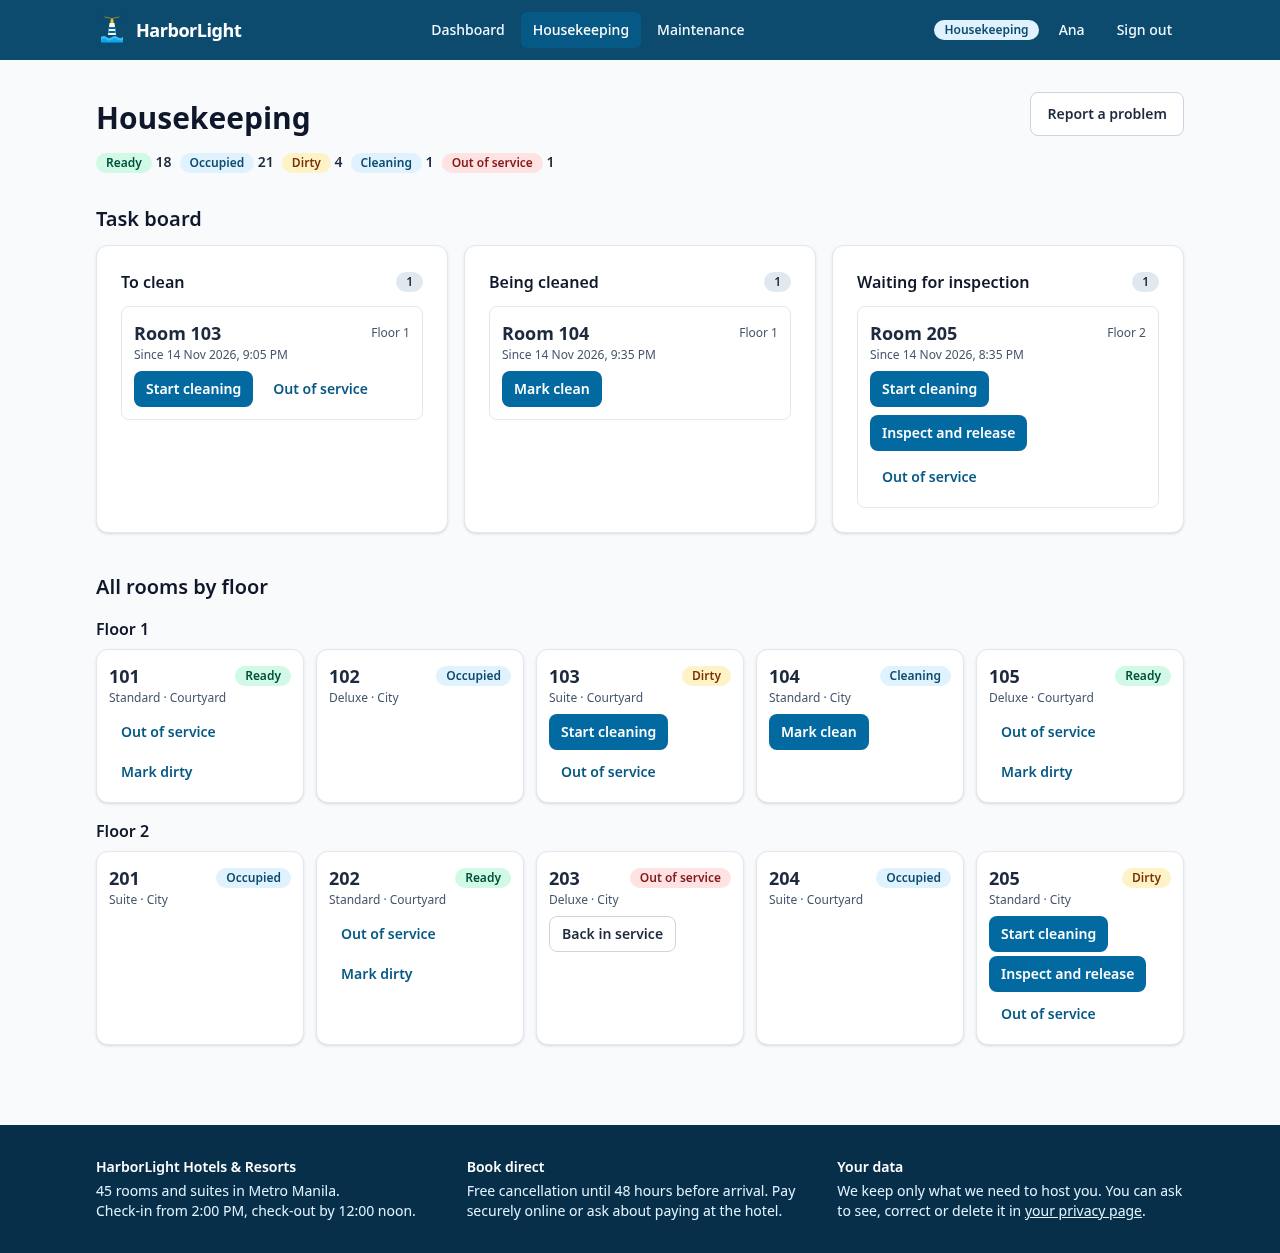 HarborLight
Dashboard Housekeeping Maintenance
Housekeeping Ana Sign out
Housekeeping
Report a problem
Ready 18 Occupied 21 Dirty 4 Cleaning 1 Out of service 1
Task board
To clean 1
Room 103 Floor 1
Since 14 Nov 2026, 9:05 PM
Start cleaning Out of service
Being cleaned 1
Room 104 Floor 1
Since 14 Nov 2026, 9:35 PM
Mark clean
Waiting for inspection 1
Room 205 Floor 2
Since 14 Nov 2026, 8:35 PM
Start cleaning
Inspect and release
Out of service
All rooms by floor
Floor 1
101 Ready
Standard · Courtyard
Out of service
Mark dirty
102 Occupied
Deluxe · City
103 Dirty
Suite · Courtyard
Start cleaning
Out of service
104 Cleaning
Standard · City
Mark clean
105 Ready
Deluxe · Courtyard
Out of service
Mark dirty
Floor 2
201 Occupied
Suite · City
202 Ready
Standard · Courtyard
Out of service
Mark dirty
203 Out of service
Deluxe · City
Back in service
204 Occupied
Suite · Courtyard
205 Dirty
Standard · City
Start cleaning
Inspect and release
Out of service
HarborLight Hotels & Resorts
45 rooms and suites in Metro Manila.
Check-in from 2:00 PM, check-out by 12:00 noon.
Book direct
Free cancellation until 48 hours before arrival. Pay
securely online or ask about paying at the hotel.
Your data
We keep only what we need to host you. You can ask
to see, correct or delete it in your privacy page.